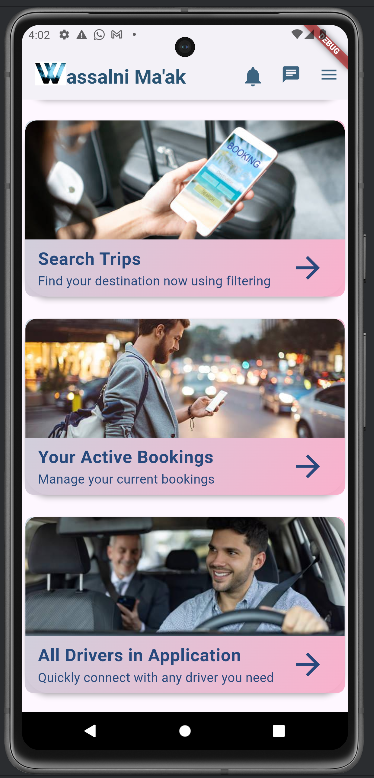 4:02
DEBUG
Wassalni Ma'ak
BOOKING
Search Trips
Find your destination now using filtering
Your Active Bookings
Manage your current bookings
All Drivers in Application
Quickly connect with any driver you need